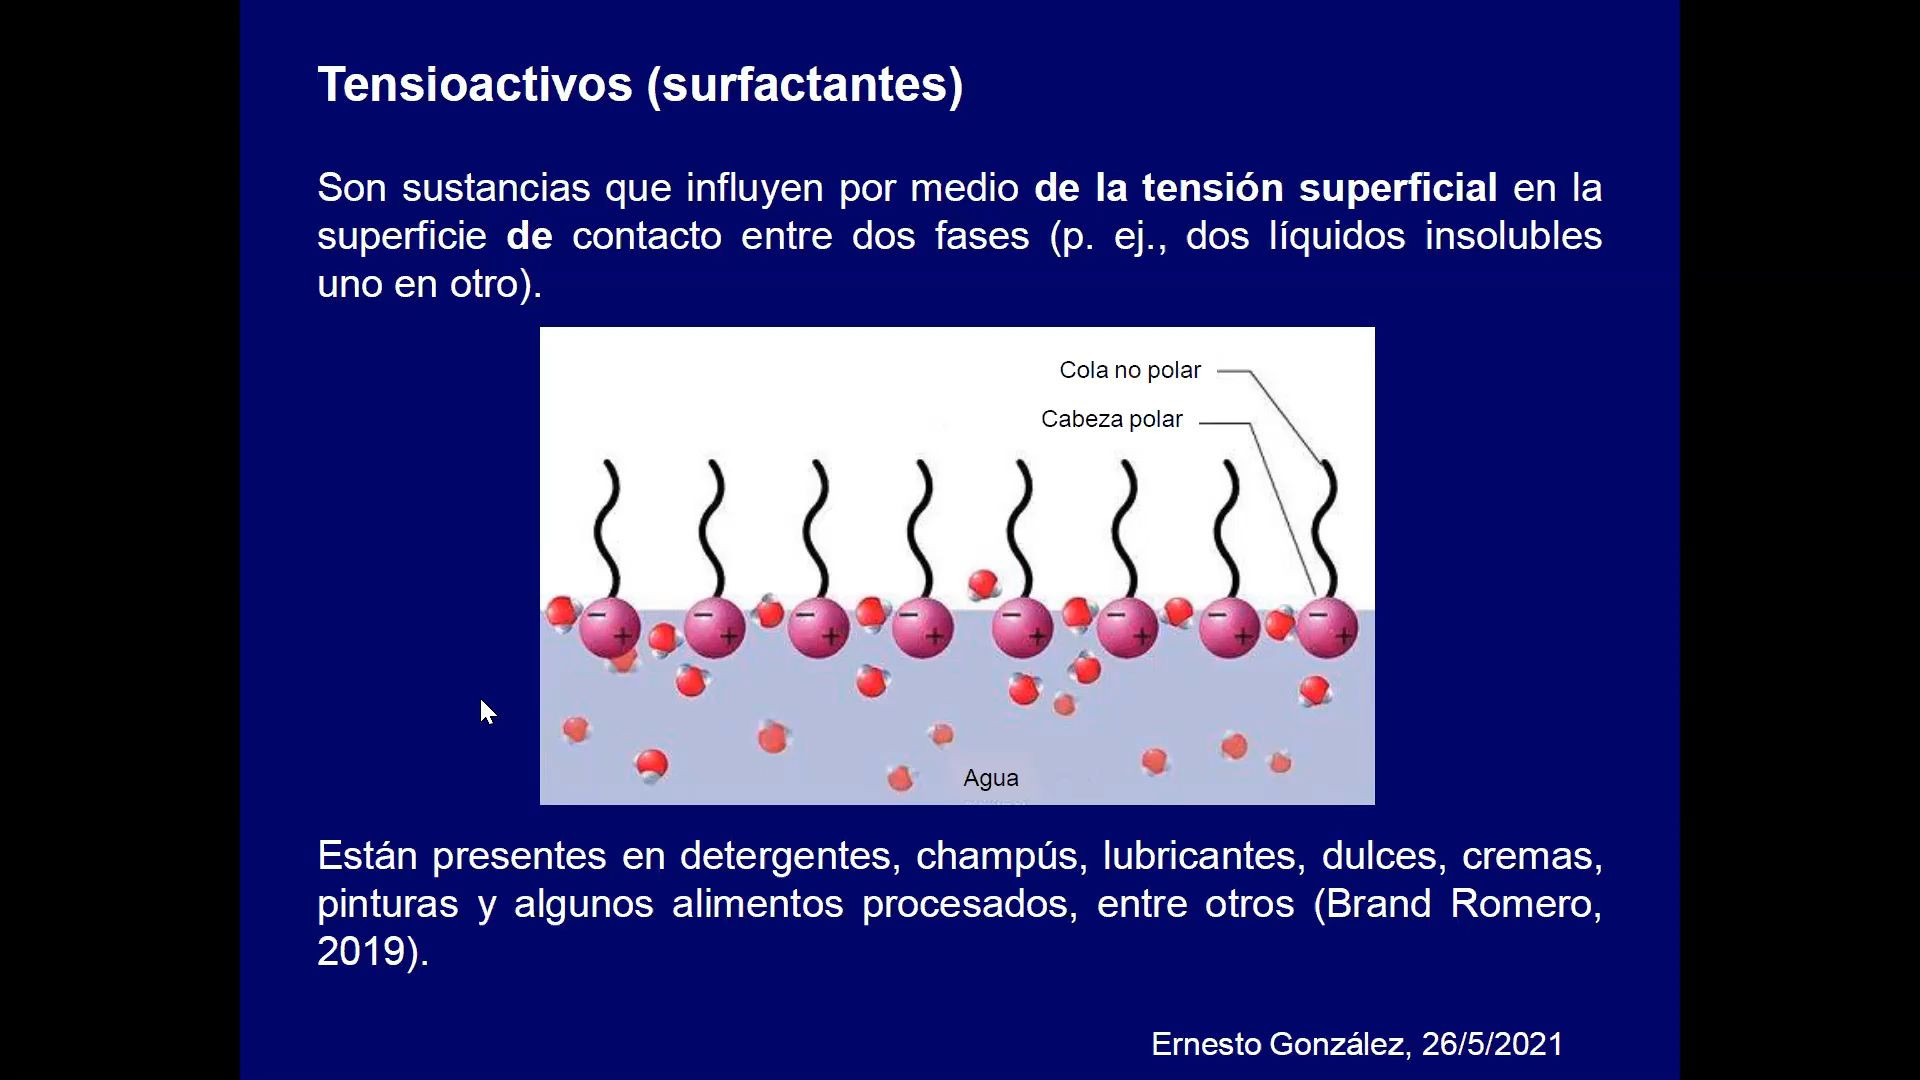 Tensioactivos (surfactantes)
Son sustancias que influyen por medio de la tensión superficial en la
superficie de contacto entre dos fases (p. ej., dos líquidos insolubles
uno en otro).
Cola no polar
Cabeza polar
− − − − − − − −
+ + + + + + + +
Agua
Están presentes en detergentes, champús, lubricantes, dulces, cremas,
pinturas y algunos alimentos procesados, entre otros (Brand Romero,
2019).
Ernesto González, 26/5/2021